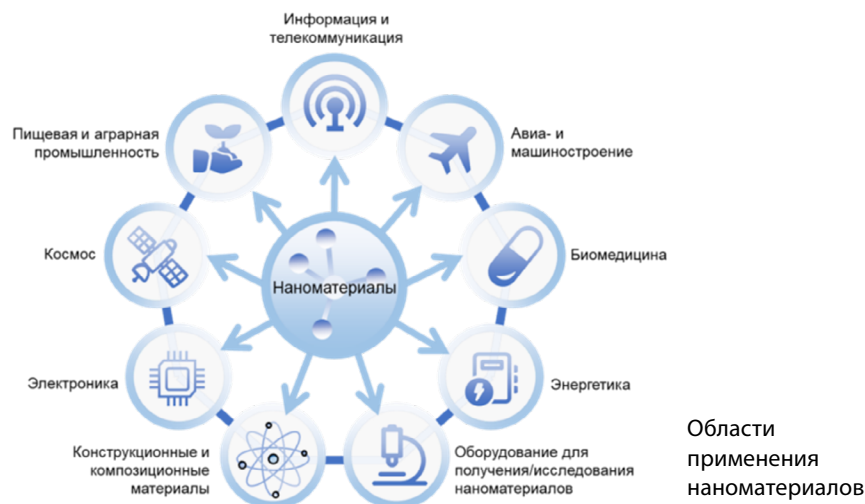 Информация и
телекоммуникация
Пищевая и аграрная
промышленность
Авиа- и
машиностроение
Космос
Биомедицина
Наноматериалы
Электроника
Энергетика
Конструкционные и
композиционные
материалы
Оборудование для
получения/исследования
наноматериалов
Области
применения
наноматериалов